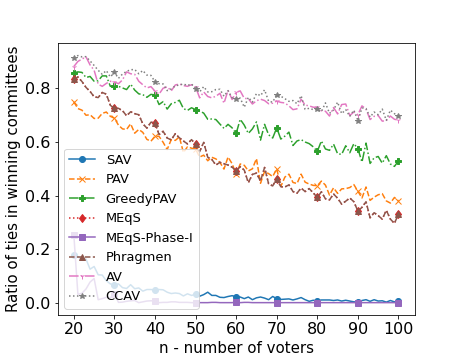 Ratio of ties in winning committees
0.8
0.6
0.4
0.2
0.0
SAV
PAV
GreedyPAV
MEqS
MEqS-Phase-I
Phragmen
AV
CCAV
20 30 40 50 60 70 80 90 100
n - number of voters